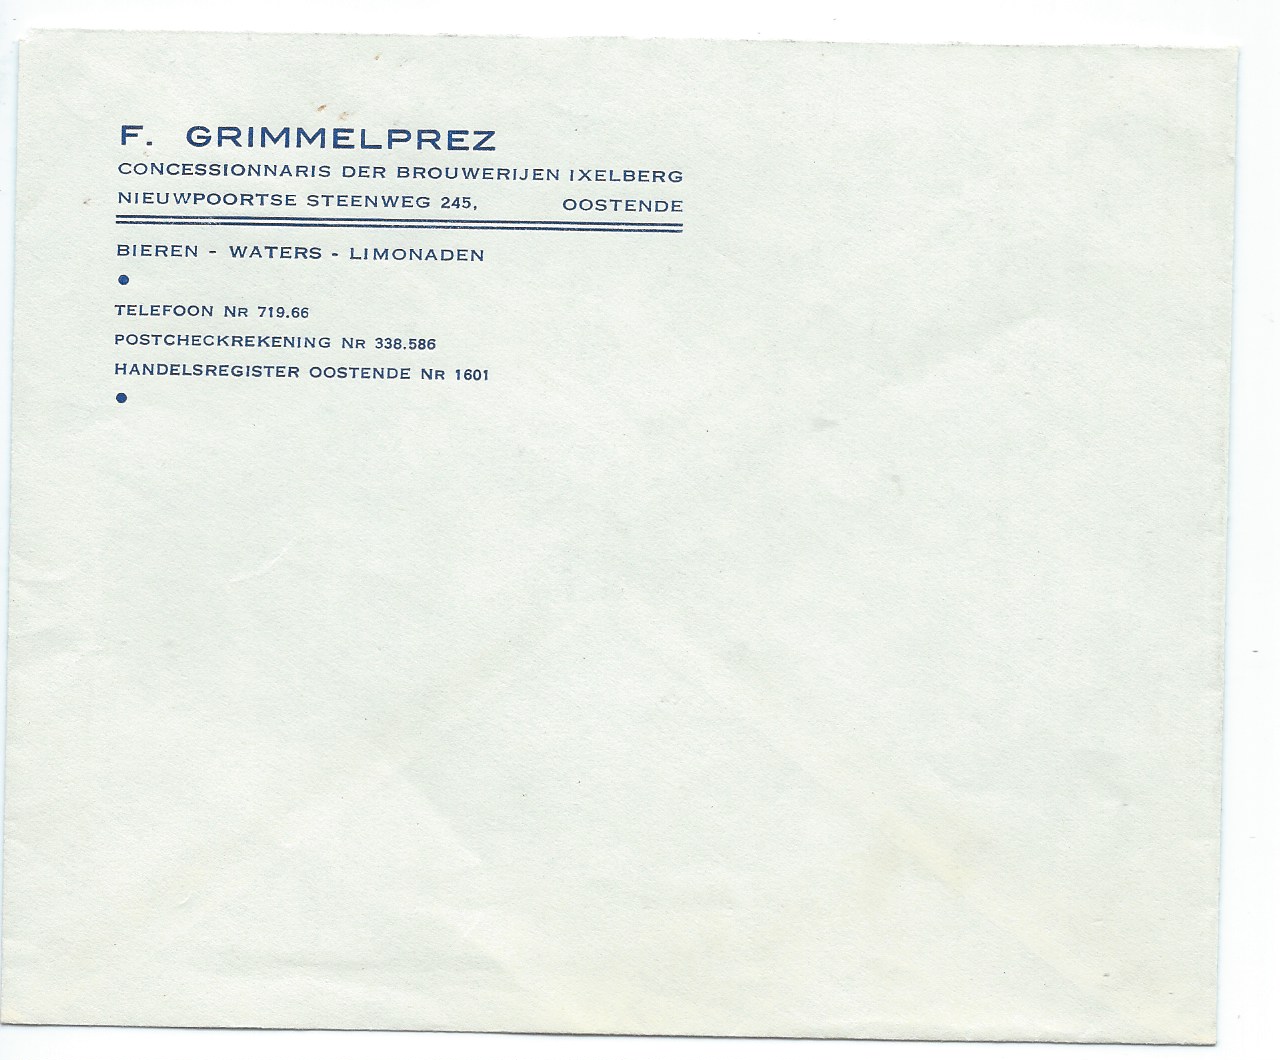 F. GRIMMELPREZ
CONCESSIONNARIS DER BROUWERIJEN IXELBERG
NIEUWPOORTSE STEENWEG 245, OOSTENDE
BIEREN - WATERS - LIMONADEN
●
TELEFOON NR 719.66
POSTCHECKREKENING NR 338.586
HANDELSREGISTER OOSTENDE NR 1601
●